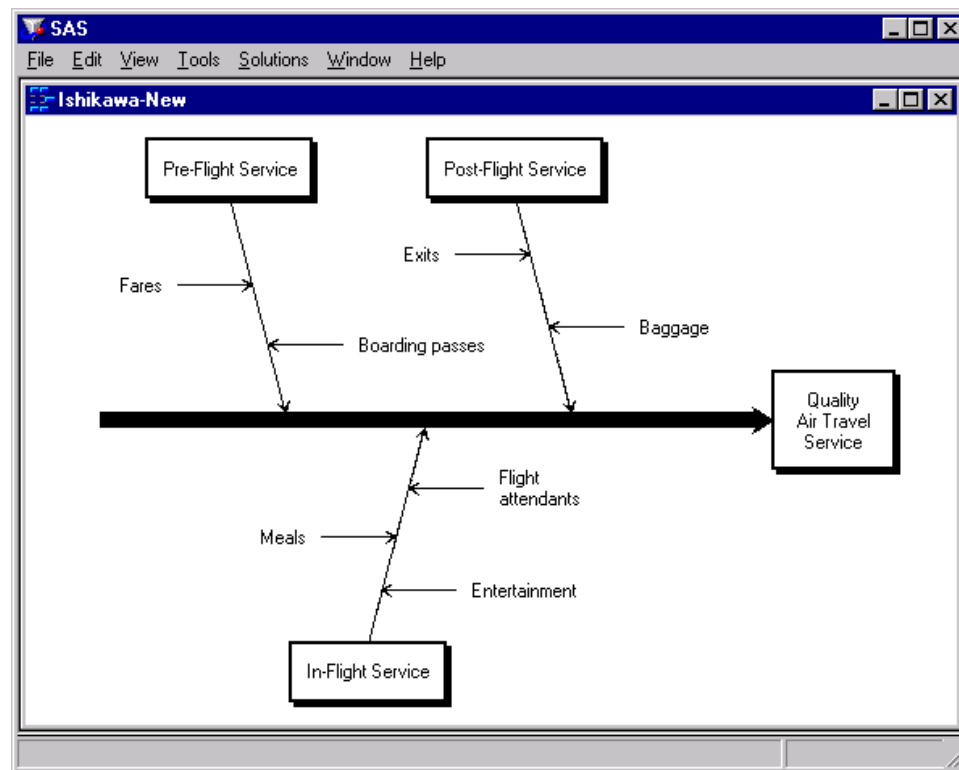 SAS
File Edit View Tools Solutions Window Help
Ishikawa-New
Pre-Flight Service
Post-Flight Service
Exits
Fares
Baggage
Boarding passes
Quality
Air Travel
Service
Flight
attendants
Meals
Entertainment
In-Flight Service